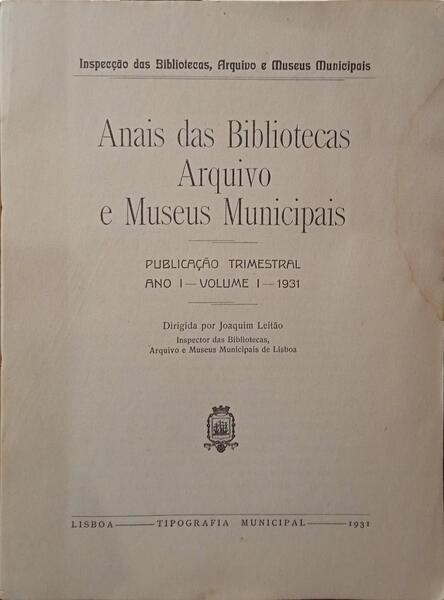 Inspecção das Bibliotecas, Arquivo e Museus Municipais
Anais das Bibliotecas
Arquivo
e Museus Municipais
PUBLICAÇÃO TRIMESTRAL
ANO I — VOLUME I — 1931
Dirigida por Joaquim Leitão
Inspector das Bibliotecas,
Arquivo e Museus Municipais de Lisboa
LISBOA — TIPOGRAFIA MUNICIPAL — 1931